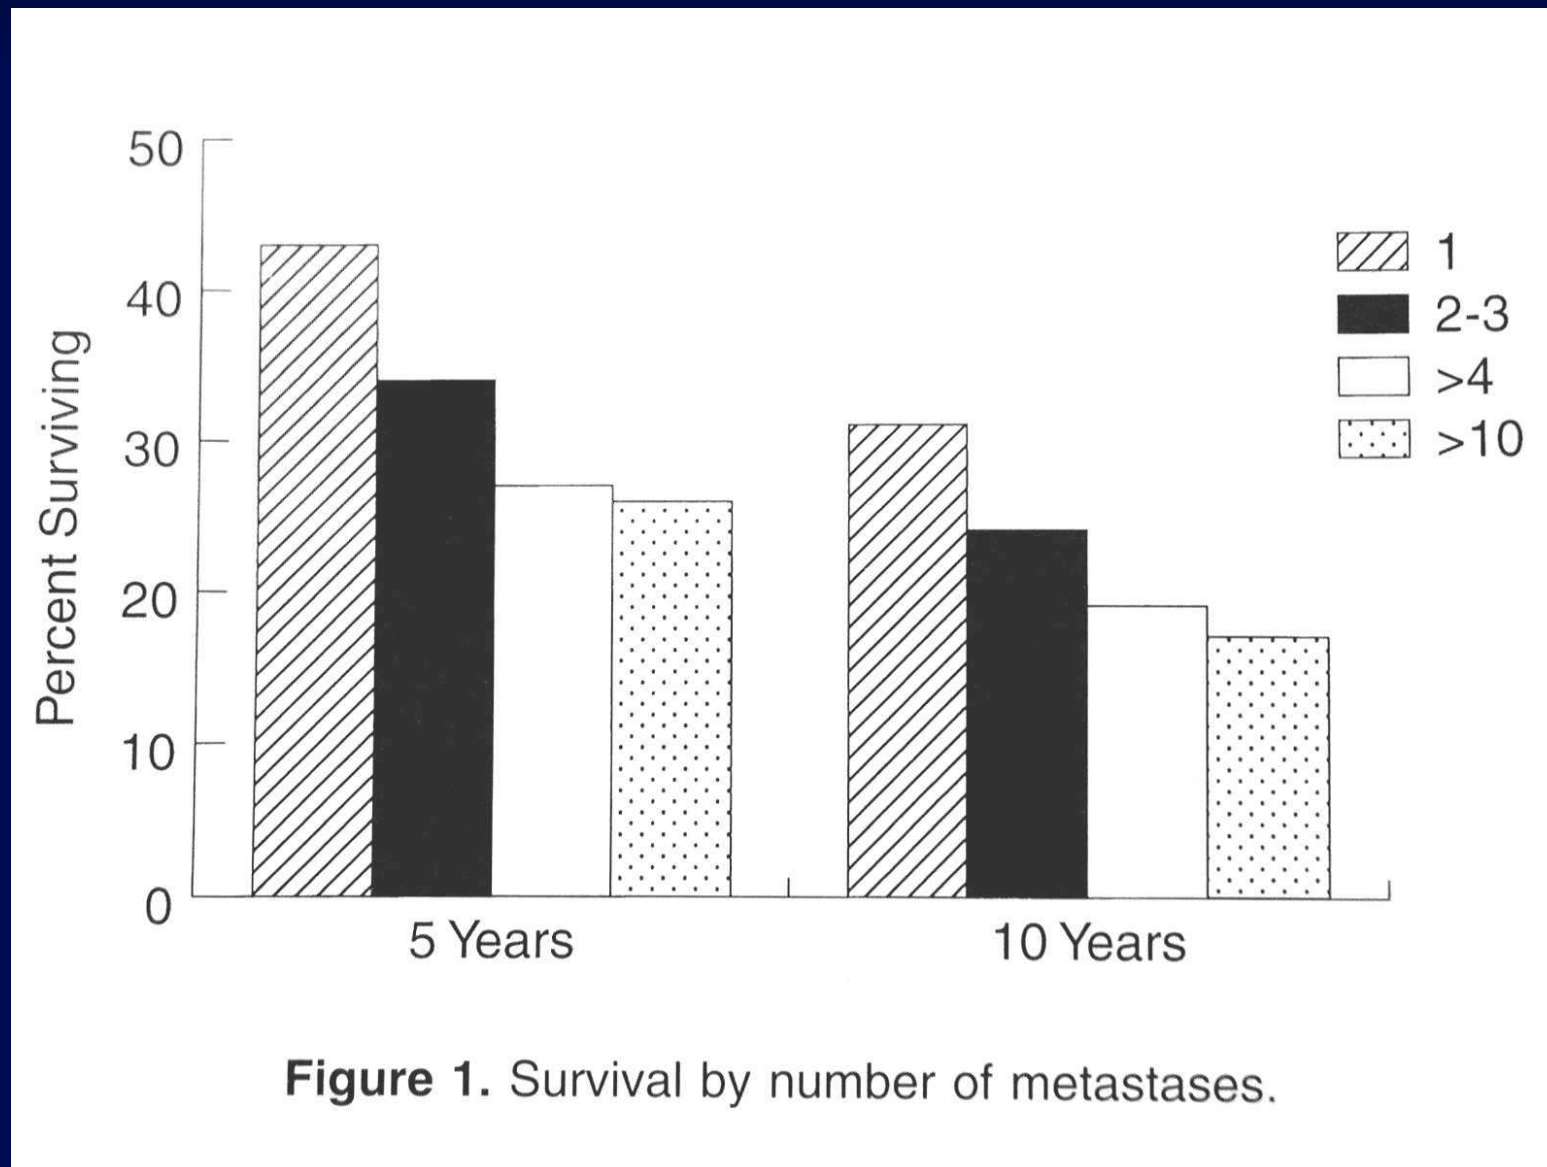 50
40
30
20
10
0
Percent Surviving
1
2-3
>4
>10
5 Years
10 Years
Figure 1. Survival by number of metastases.